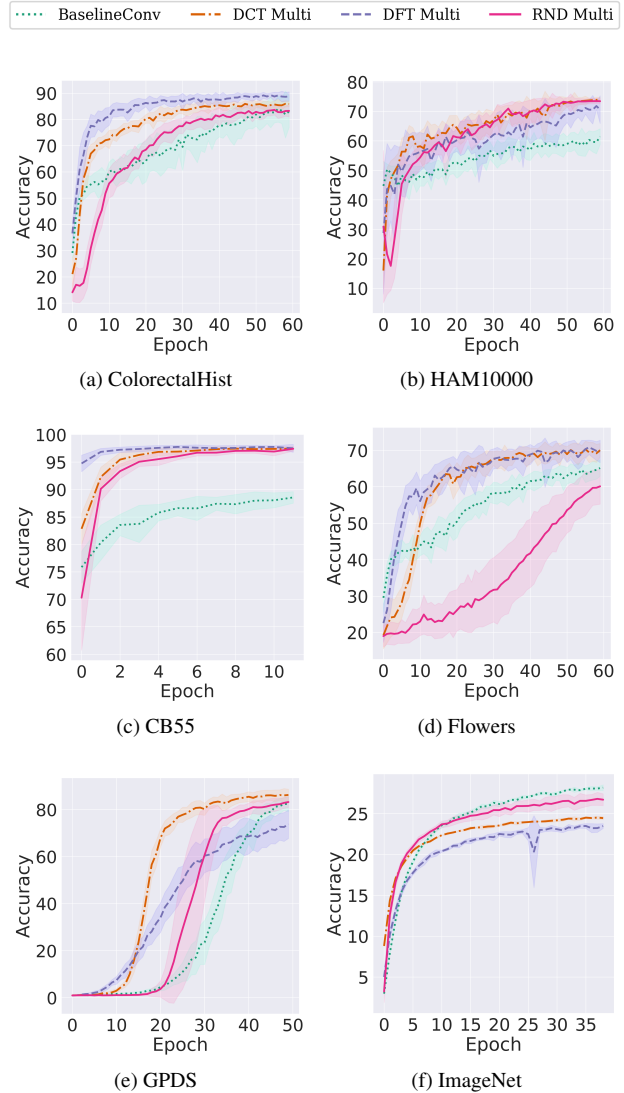 BaselineConv DCT Multi DFT Multi RND Multi
90
80
70
60
50
40
30
20
10
Accuracy
0 10 20 30 40 50 60
Epoch
(a) ColorectalHist
80
70
60
50
40
30
20
10
Accuracy
0 10 20 30 40 50 60
Epoch
(b) HAM10000
100
95
90
85
80
75
70
65
60
Accuracy
0 2 4 6 8 10
Epoch
(c) CB55
70
60
50
40
30
20
Accuracy
0 10 20 30 40 50 60
Epoch
(d) Flowers
80
60
40
20
0
Accuracy
0 10 20 30 40 50
Epoch
(e) GPDS
25
20
15
10
5
Accuracy
0 5 10 15 20 25 30 35
Epoch
(f) ImageNet